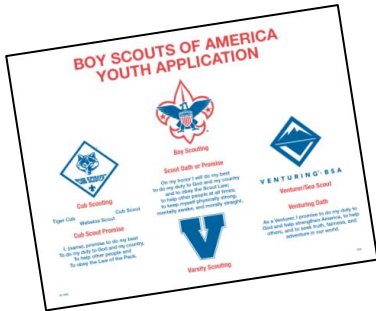 BOY SCOUTS OF AMERICA
YOUTH APPLICATION
Boy Scouting
Scout Oath or Promise
On my honor I will do my best
to do my duty to God and my country
and to obey the Scout Law;
to help other people at all times;
to keep myself physically strong,
mentally awake, and morally straight.
CUB SCOUTS
Cub Scouting
Tiger Cub
Cub Scout
Webelos Scout
Cub Scout Promise
I, (name), promise to do my best
To do my duty to God and my country,
To help other people, and
To obey the Law of the Pack.
VENTURING·BSA
Venturer/Sea Scout
Venturing Oath
As a Venturer, I promise to do my duty to
God and help strengthen America, to help
others, and to seek truth, fairness, and
adventure in our world.
V
Varsity Scouting